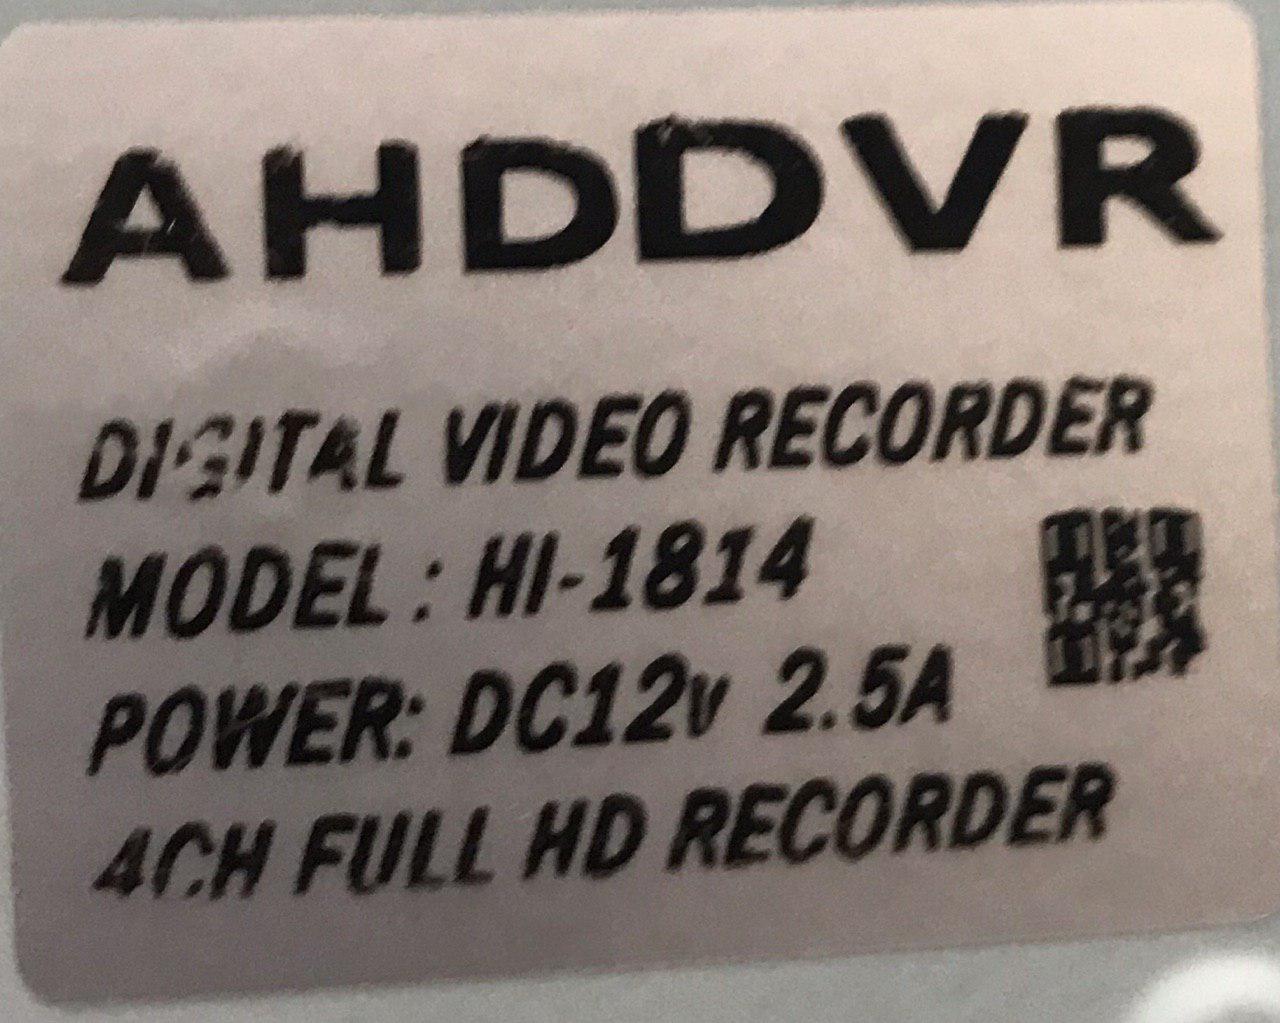 AHDDVR
DIGITAL VIDEO RECORDER
MODEL : HI-1814
POWER: DC12v 2.5A
4CH FULL HD RECORDER